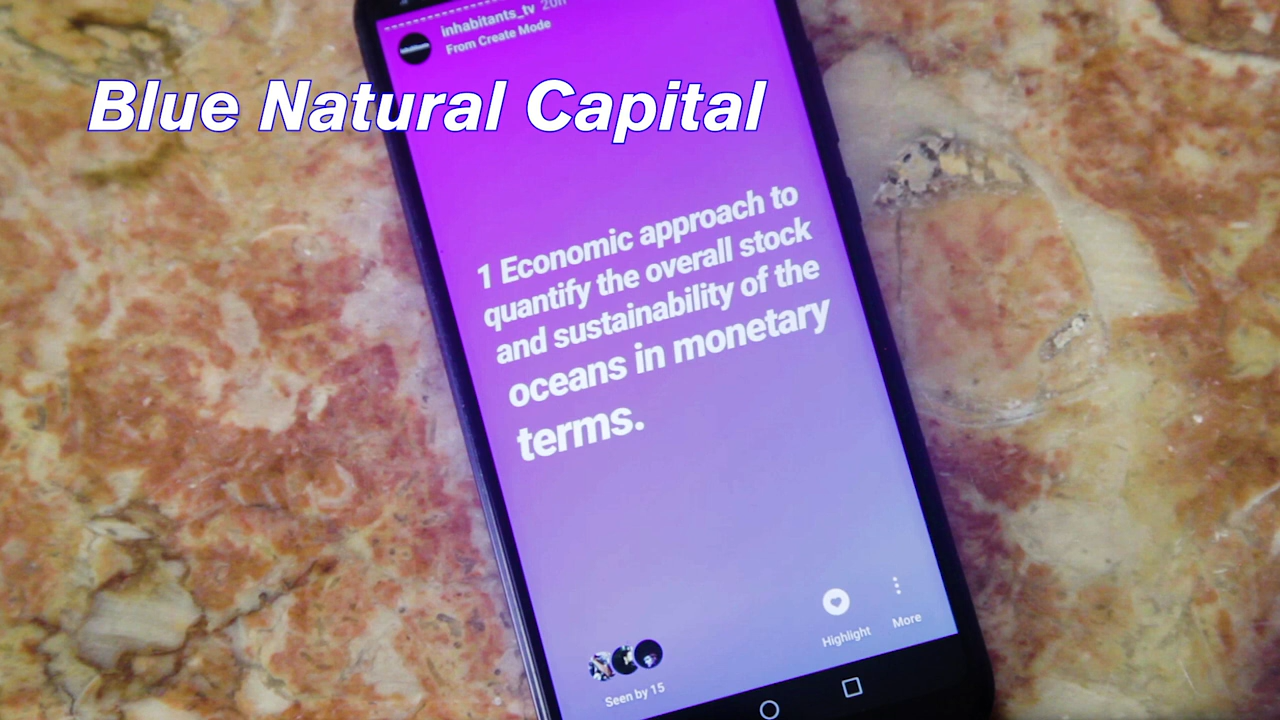 inhabitants_tv 20h
From Create Mode
Blue Natural Capital
1 Economic approach to
quantify the overall stock
and sustainability of the
oceans in monetary
terms.
Highlight
More
Seen by 15